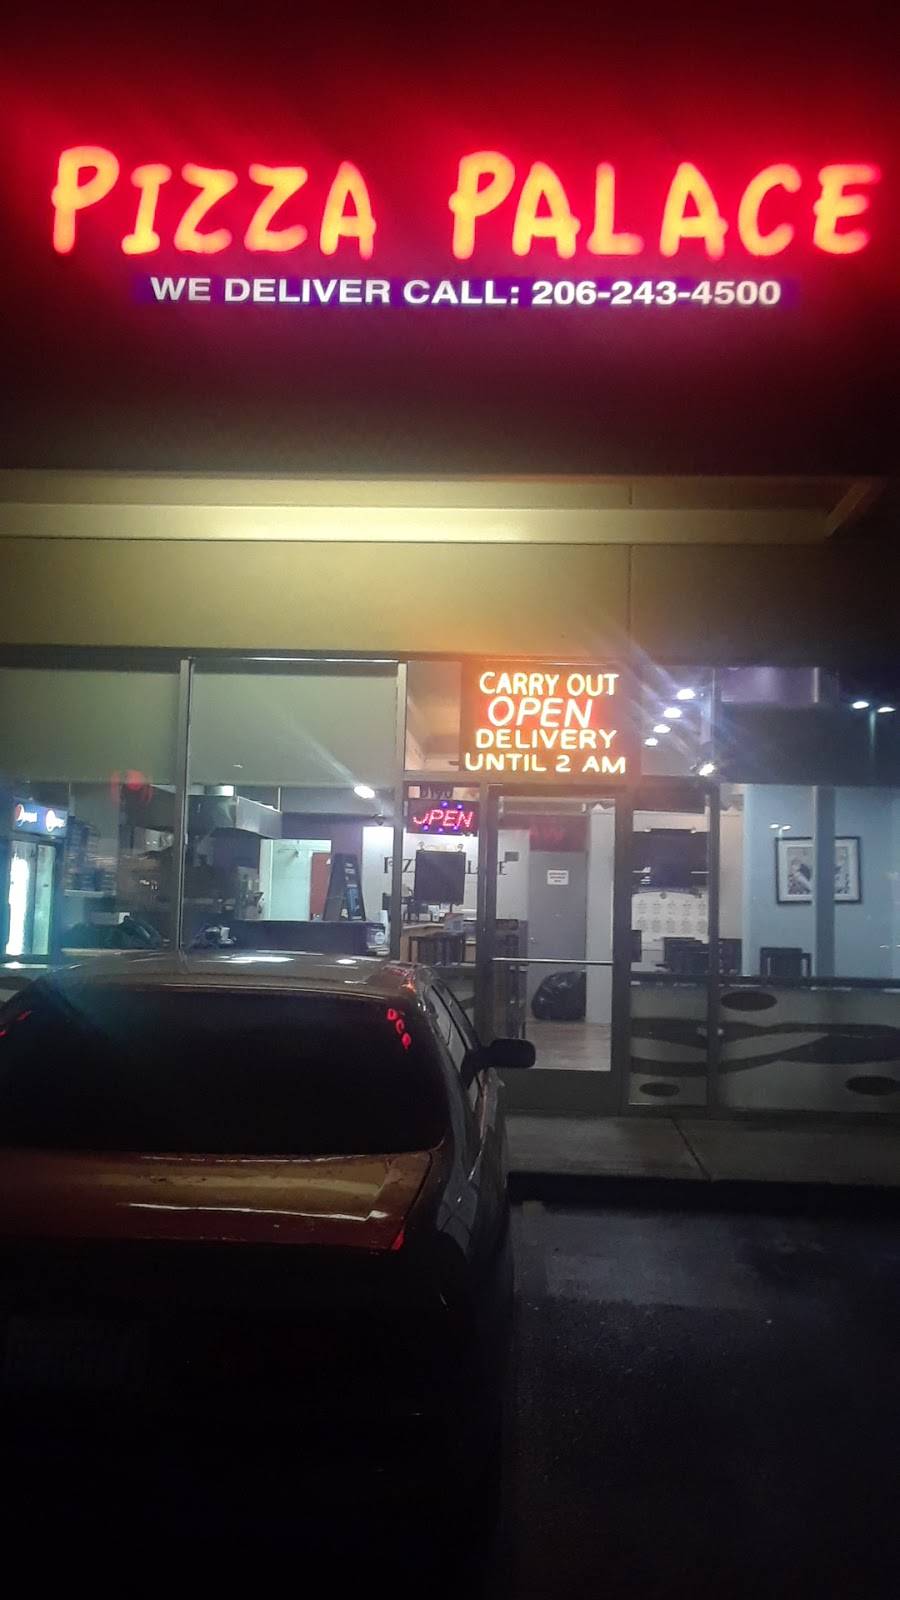 PIZZA PALACE
WE DELIVER CALL: 206-243-4500
CARRY OUT
OPEN
DELIVERY
UNTIL 2 AM
OPEN